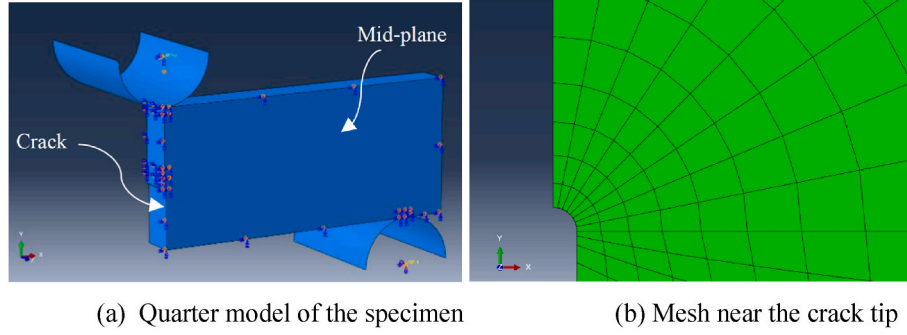 Mid-plane
Crack
Y
X
Y
Z
X
(a) Quarter model of the specimen
(b) Mesh near the crack tip